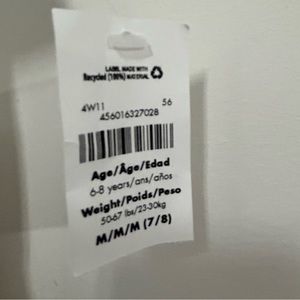 LABEL MADE WITH
Recycled (100%) MATERIAL
4W11 56
456016327028
Age/Âge/Edad
6-8 years/ans/años
Weight/Poids/Peso
50-67 lbs/23-30kg
M/M/M (7/8)